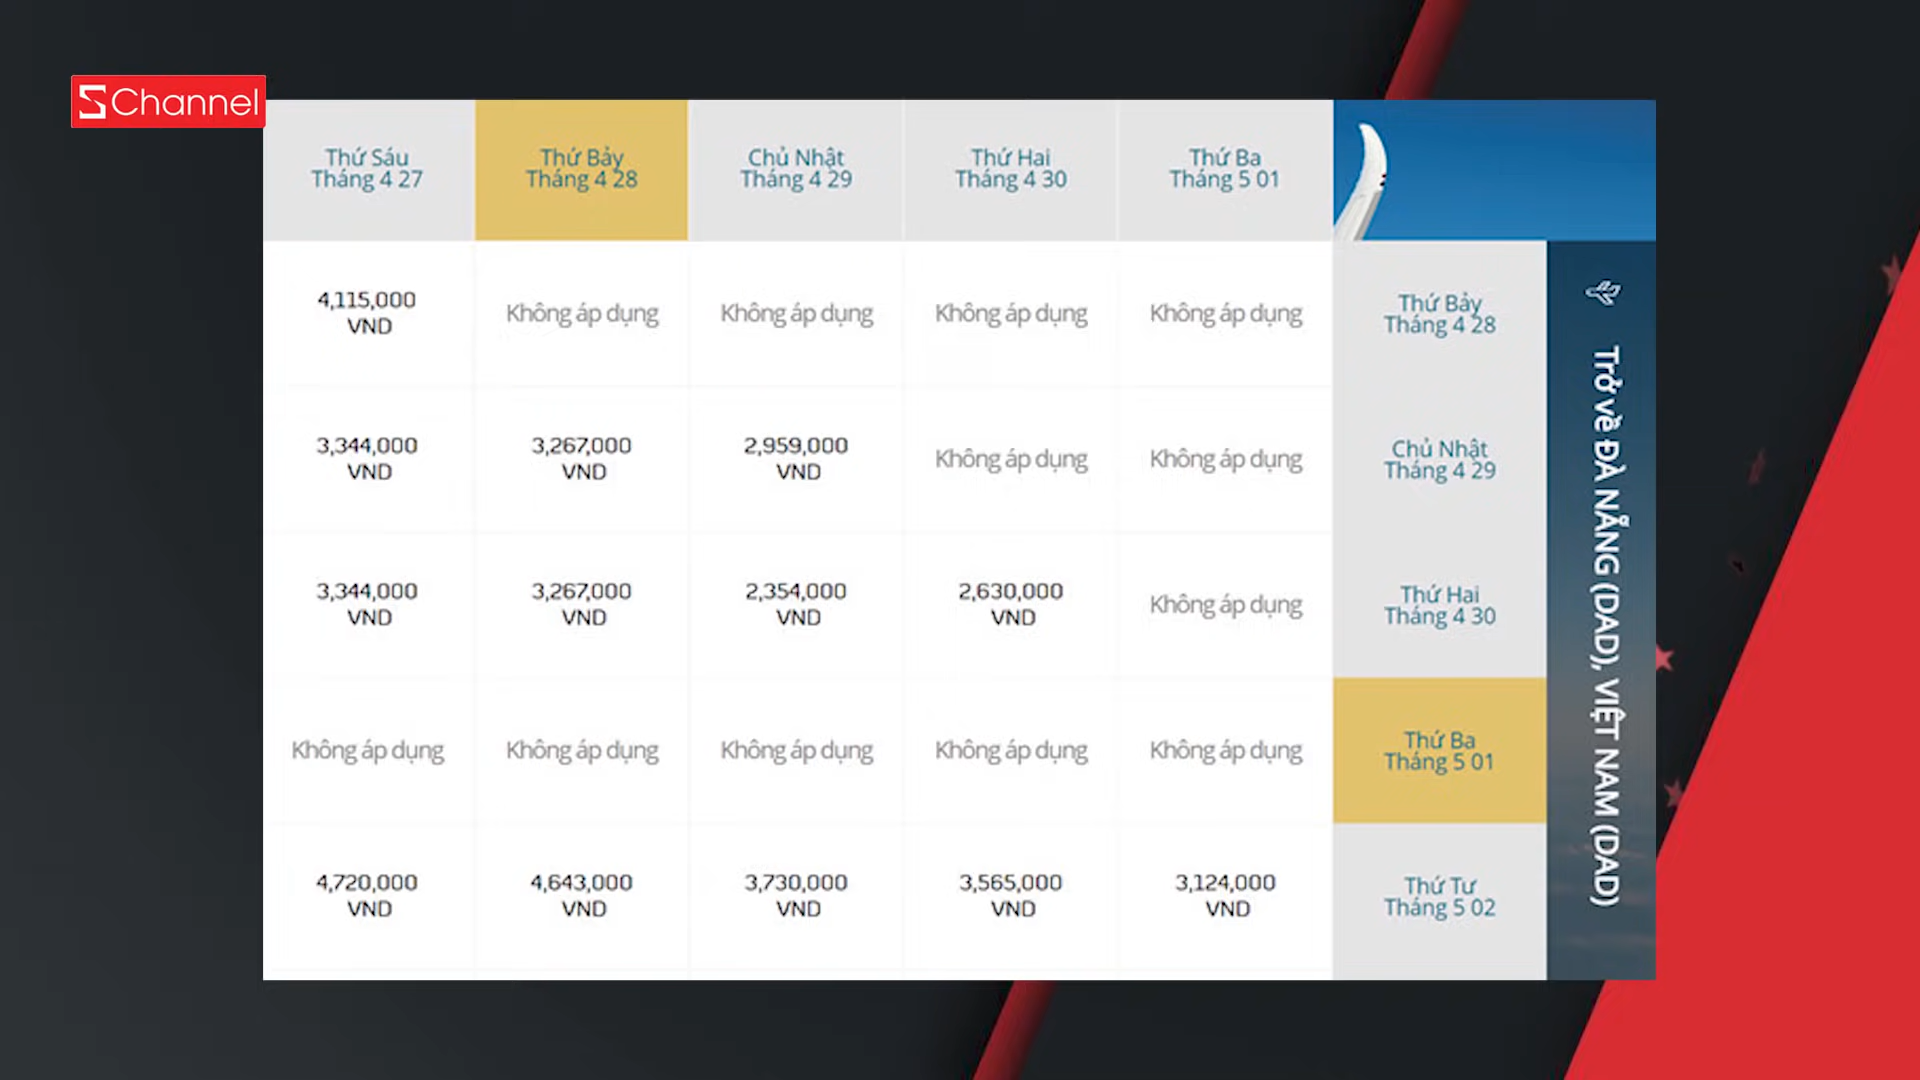 SChannel
Thứ Sáu
Tháng 4 27
Thứ Bảy
Tháng 4 28
Chủ Nhật
Tháng 4 29
Thứ Hai
Tháng 4 30
Thứ Ba
Tháng 5 01
4,115,000
VND
Không áp dụng
Không áp dụng
Không áp dụng
Không áp dụng
Thứ Bảy
Tháng 4 28
3,344,000
VND
3,267,000
VND
2,959,000
VND
Không áp dụng
Không áp dụng
Chủ Nhật
Tháng 4 29
3,344,000
VND
3,267,000
VND
2,354,000
VND
2,630,000
VND
Không áp dụng
Thứ Hai
Tháng 4 30
Không áp dụng
Không áp dụng
Không áp dụng
Không áp dụng
Không áp dụng
Thứ Ba
Tháng 5 01
4,720,000
VND
4,643,000
VND
3,730,000
VND
3,565,000
VND
3,124,000
VND
Thứ Tư
Tháng 5 02
Trở về ĐÀ NẴNG (DAD), VIỆT NAM (DAD)